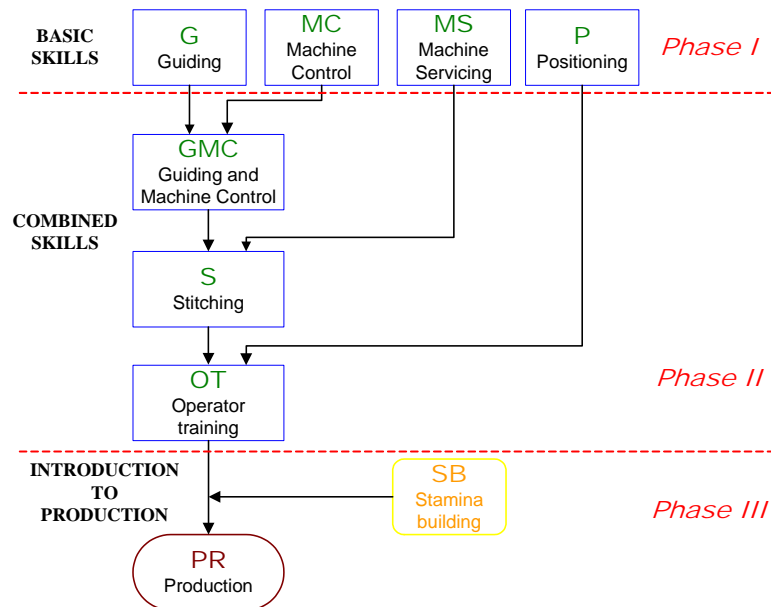 BASIC
SKILLS
G
Guiding
MC
Machine
Control
MS
Machine
Servicing
P
Positioning
Phase I
GMC
Guiding and
Machine Control
COMBINED
SKILLS
S
Stitching
OT
Operator
training
Phase II
INTRODUCTION
TO
PRODUCTION
SB
Stamina
building
Phase III
PR
Production